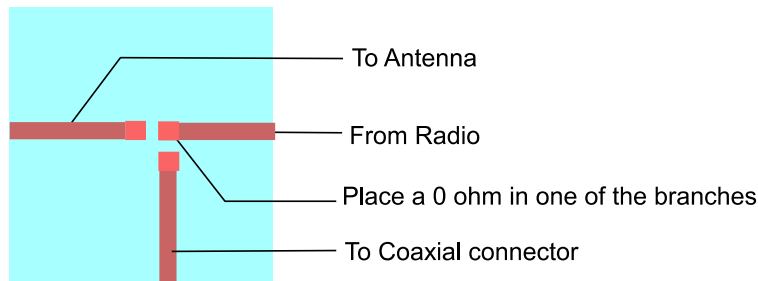 To Antenna
From Radio
Place a 0 ohm in one of the branches
To Coaxial connector